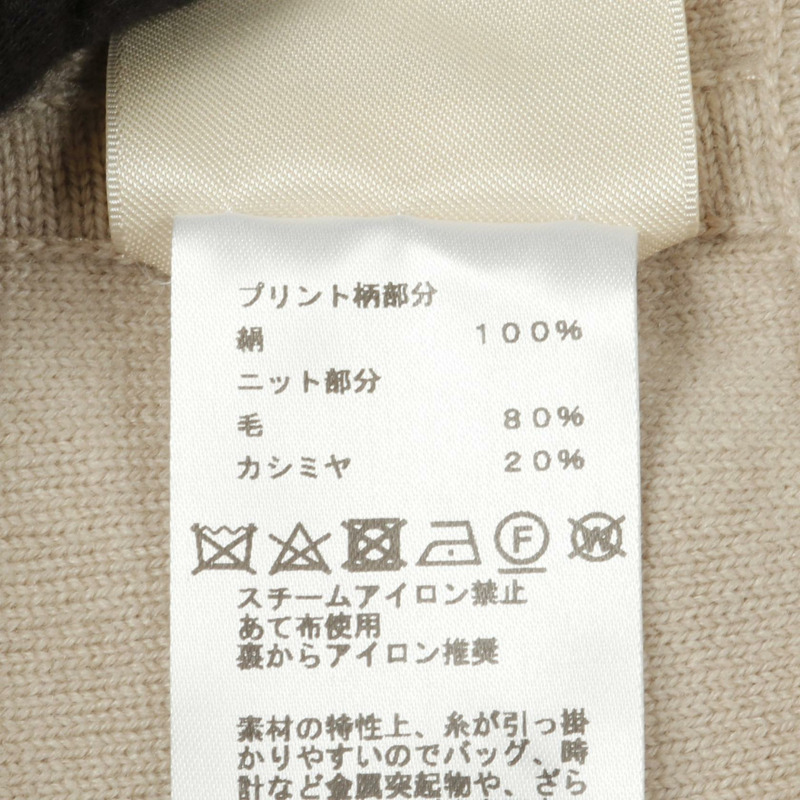 プリント柄部分
絹 100%
ニット部分
毛 80%
カシミヤ 20%
F W
スチームアイロン禁止
あて布使用
裏からアイロン推奨
素材の特性上、糸が引っ掛
かりやすいのでバッグ、時
計など金属突起物や、ざら